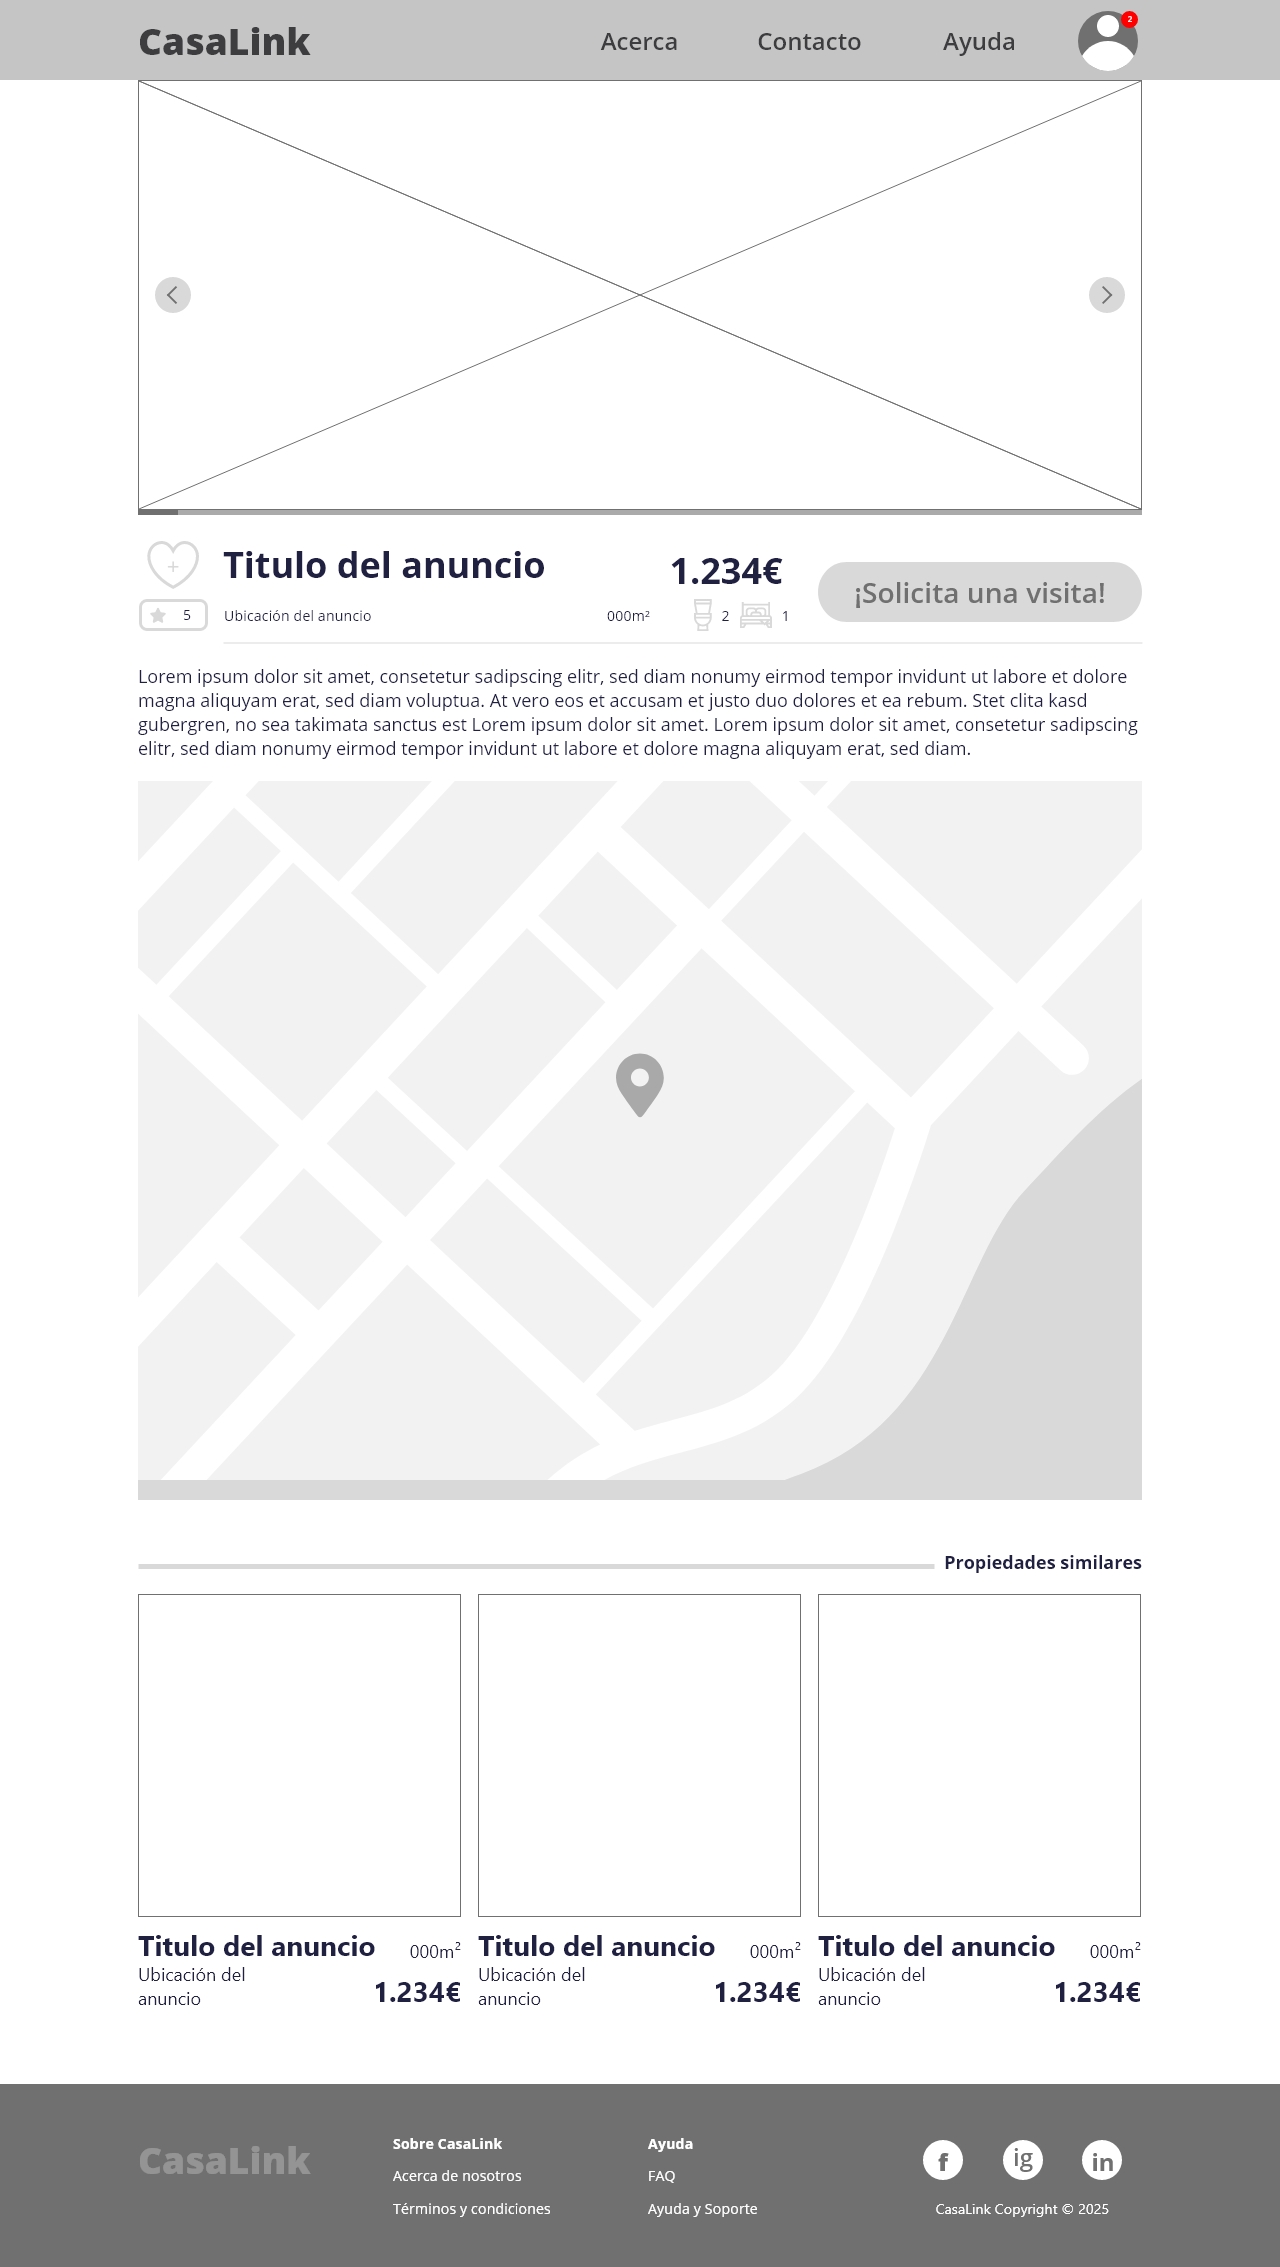 CasaLink
Acerca
Contacto
Ayuda
2
+
Titulo del anuncio
1.234€
¡Solicita una visita!
5
Ubicación del anuncio
000m²
2
1
Lorem ipsum dolor sit amet, consetetur sadipscing elitr, sed diam nonumy eirmod tempor invidunt ut labore et dolore
magna aliquyam erat, sed diam voluptua. At vero eos et accusam et justo duo dolores et ea rebum. Stet clita kasd
gubergren, no sea takimata sanctus est Lorem ipsum dolor sit amet. Lorem ipsum dolor sit amet, consetetur sadipscing
elitr, sed diam nonumy eirmod tempor invidunt ut labore et dolore magna aliquyam erat, sed diam.
Propiedades similares
Titulo del anuncio
000m²
Ubicación del
anuncio
1.234€
Titulo del anuncio
000m²
Ubicación del
anuncio
1.234€
Titulo del anuncio
000m²
Ubicación del
anuncio
1.234€
CasaLink
Sobre CasaLink
Acerca de nosotros
Términos y condiciones
Ayuda
FAQ
Ayuda y Soporte
f
ig
in
CasaLink Copyright © 2025